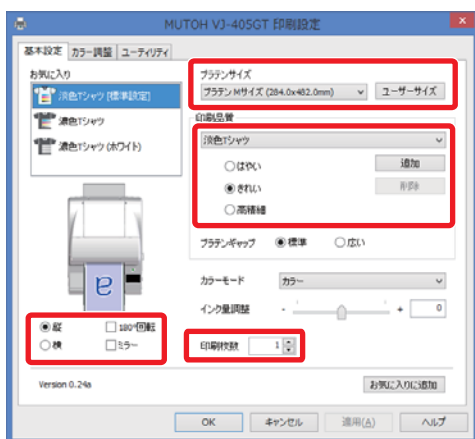 MUTOH VJ-405GT 印刷設定
基本設定 カラー調整 ユーティリティ
お気に入り
淡色Tシャツ [標準設定]
濃色Tシャツ
濃色Tシャツ (ホワイト)
a
縦 180°回転
横 ミラー
プラテンサイズ
プラテン Mサイズ (284.0x482.0mm) ユーザーサイズ
印刷品質
淡色Tシャツ
はやい 追加
きれい 削除
高精細
プラテンギャップ 標準 広い
カラーモード カラー
インク量調整 - + 0
印刷枚数 1
Version 0.24a お気に入りに追加
OK キャンセル 適用(A) ヘルプ